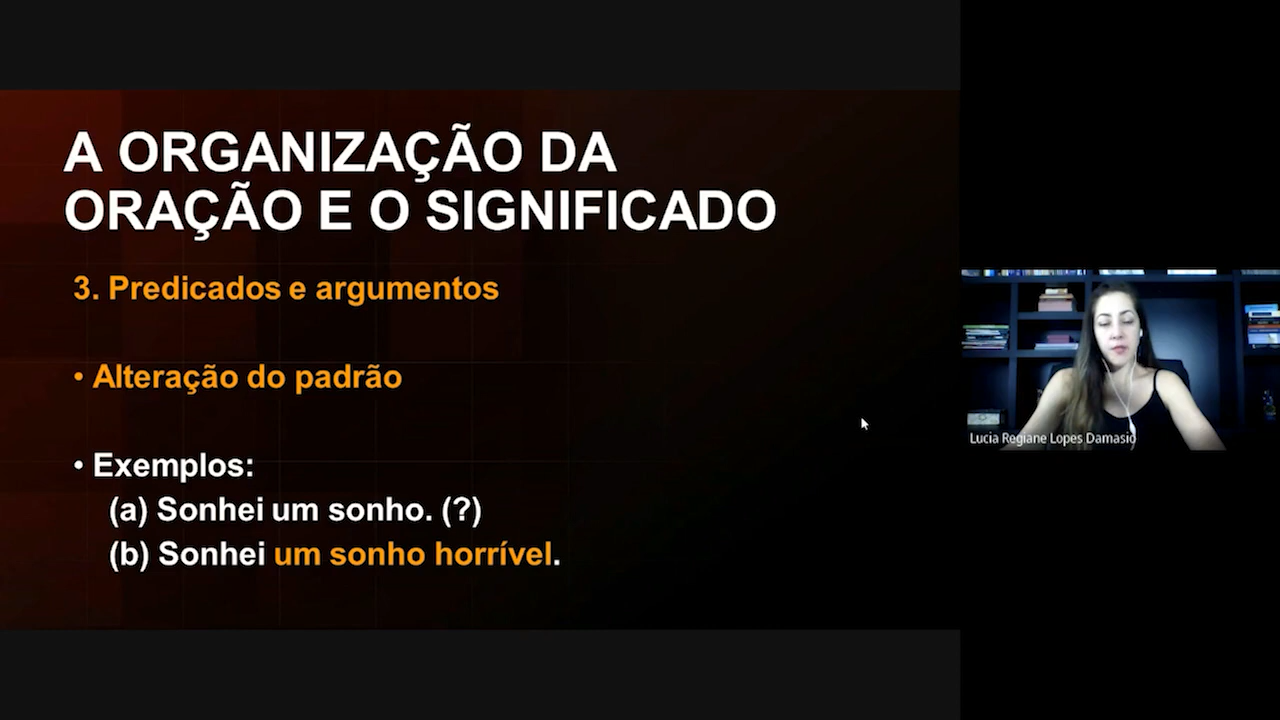 A ORGANIZAÇÃO DA
ORAÇÃO E O SIGNIFICADO
3. Predicados e argumentos
• Alteração do padrão
• Exemplos:
(a) Sonhei um sonho. (?)
(b) Sonhei um sonho horrível.
Lucia Regiane Lopes Damasio